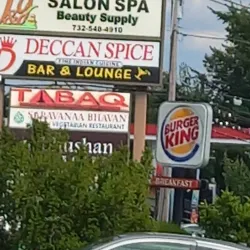 SALON SPA
Beauty Supply
732-540-4910
DECCAN SPICE
FINE INDIAN CUISINE
BAR & LOUNGE
TABAQ
SARAVANAA BHAVAN
VEGETARIAN RESTAURANT
BURGER
KING
BREAKFAST